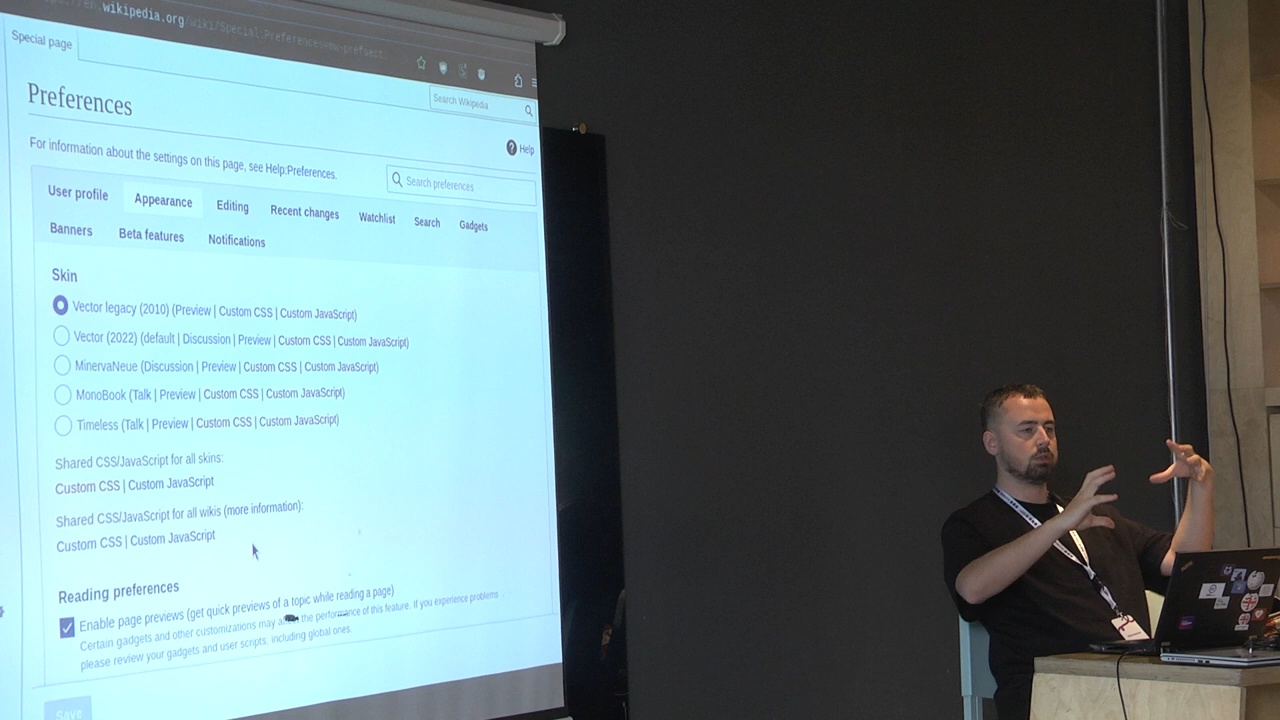 en.wikipedia.org/wiki/Special:Preferences
Special page
Search Wikipedia
Preferences
Help
For information about the settings on this page, see Help:Preferences.
Search preferences
User profile Appearance Editing Recent changes Watchlist Search Gadgets
Banners Beta features Notifications
Skin
Vector legacy (2010) (Preview | Custom CSS | Custom JavaScript)
Vector (2022) (default | Discussion | Preview | Custom CSS | Custom JavaScript)
MinervaNeue (Discussion | Preview | Custom CSS | Custom JavaScript)
MonoBook (Talk | Preview | Custom CSS | Custom JavaScript)
Timeless (Talk | Preview | Custom CSS | Custom JavaScript)
Shared CSS/JavaScript for all skins:
Custom CSS | Custom JavaScript
Shared CSS/JavaScript for all wikis (more information):
Custom CSS | Custom JavaScript
Reading preferences
Enable page previews (get quick previews of a topic while reading a page)
Certain gadgets and other customizations may affect the performance of this feature. If you experience problems
please review your gadgets and user scripts, including global ones.
Save